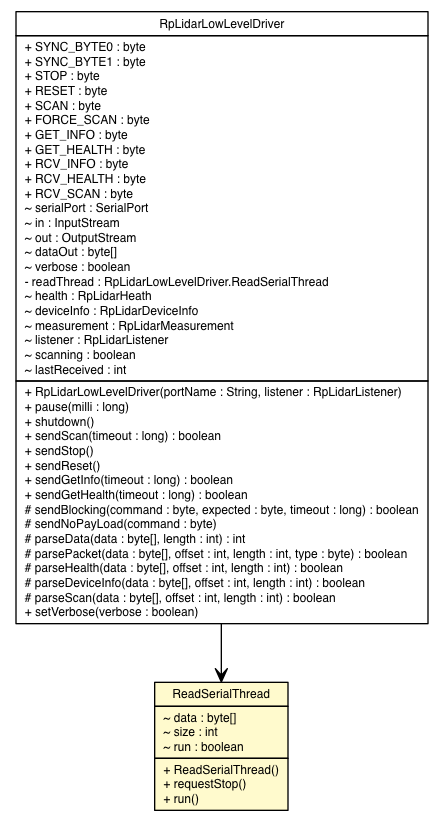 RpLidarLowLevelDriver
+ SYNC_BYTE0 : byte
+ SYNC_BYTE1 : byte
+ STOP : byte
+ RESET : byte
+ SCAN : byte
+ FORCE_SCAN : byte
+ GET_INFO : byte
+ GET_HEALTH : byte
+ RCV_INFO : byte
+ RCV_HEALTH : byte
+ RCV_SCAN : byte
~ serialPort : SerialPort
~ in : InputStream
~ out : OutputStream
~ dataOut : byte[]
~ verbose : boolean
- readThread : RpLidarLowLevelDriver.ReadSerialThread
~ health : RpLidarHeath
~ deviceInfo : RpLidarDeviceInfo
~ measurement : RpLidarMeasurement
~ listener : RpLidarListener
~ scanning : boolean
~ lastReceived : int
+ RpLidarLowLevelDriver(portName : String, listener : RpLidarListener)
+ pause(milli : long)
+ shutdown()
+ sendScan(timeout : long) : boolean
+ sendStop()
+ sendReset()
+ sendGetInfo(timeout : long) : boolean
+ sendGetHealth(timeout : long) : boolean
# sendBlocking(command : byte, expected : byte, timeout : long) : boolean
# sendNoPayLoad(command : byte)
# parseData(data : byte[], length : int) : int
# parsePacket(data : byte[], offset : int, length : int, type : byte) : boolean
# parseHealth(data : byte[], offset : int, length : int) : boolean
# parseDeviceInfo(data : byte[], offset : int, length : int) : boolean
# parseScan(data : byte[], offset : int, length : int) : boolean
+ setVerbose(verbose : boolean)
ReadSerialThread
~ data : byte[]
~ size : int
~ run : boolean
+ ReadSerialThread()
+ requestStop()
+ run()